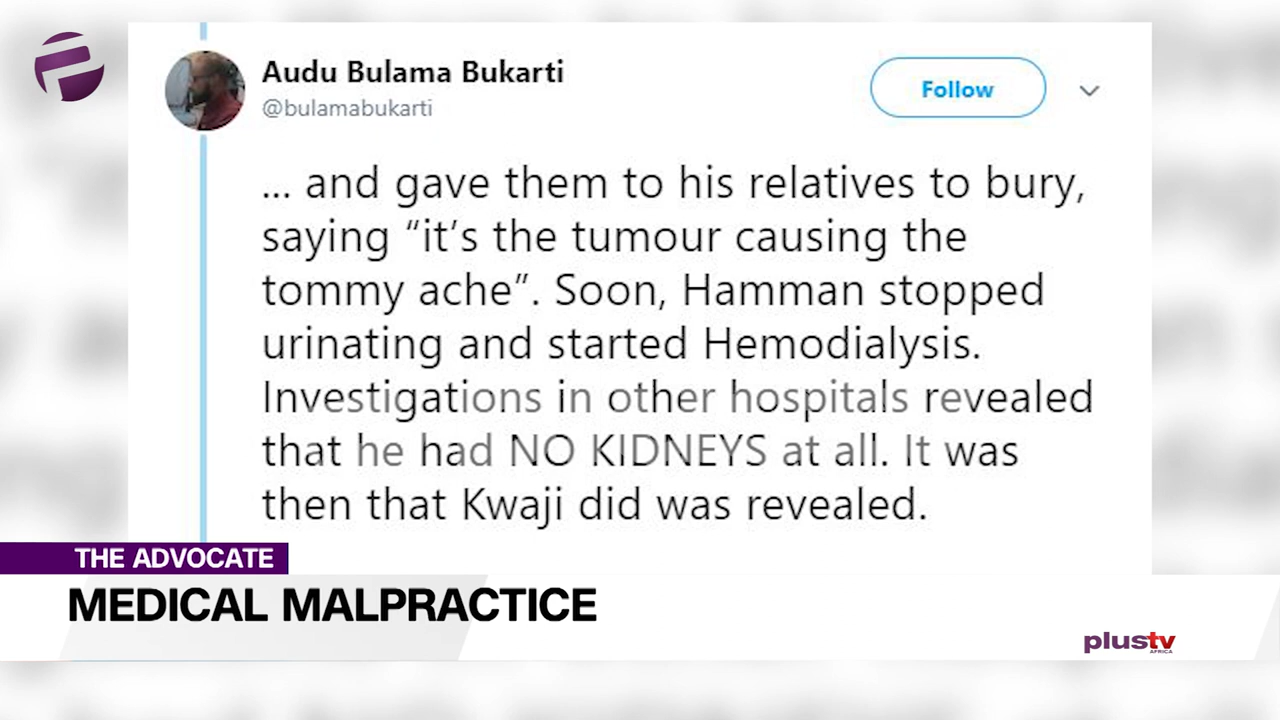 Audu Bulama Bukarti
@bulamabukarti
Follow
... and gave them to his relatives to bury,
saying "it's the tumour causing the
tommy ache". Soon, Hamman stopped
urinating and started Hemodialysis.
Investigations in other hospitals revealed
that he had NO KIDNEYS at all. It was
then that Kwaji did was revealed.
THE ADVOCATE
MEDICAL MALPRACTICE
plustv
AFRICA